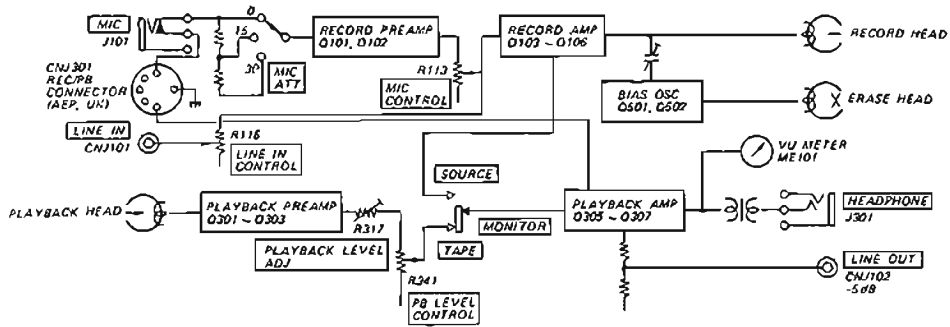 MIC
J101
CNJ301
REC/PB
CONNECTOR
(AEP, UK)
LINE IN
CNJ101
0
15
30
MIC
ATT
RECORD PREAMP
Q101, Q102
R113
MIC
CONTROL
R116
LINE IN
CONTROL
RECORD AMP
Q103 ~ Q106
BIAS OSC
Q501, Q502
RECORD HEAD
ERASE HEAD
VU METER
ME101
SOURCE
MONITOR
TAPE
PLAYBACK HEAD
PLAYBACK PREAMP
Q301 ~ Q303
R317
PLAYBACK LEVEL
ADJ
R341
PB LEVEL
CONTROL
PLAYBACK AMP
Q305 ~ Q307
HEADPHONE
J301
LINE OUT
CNJ102
-5dB